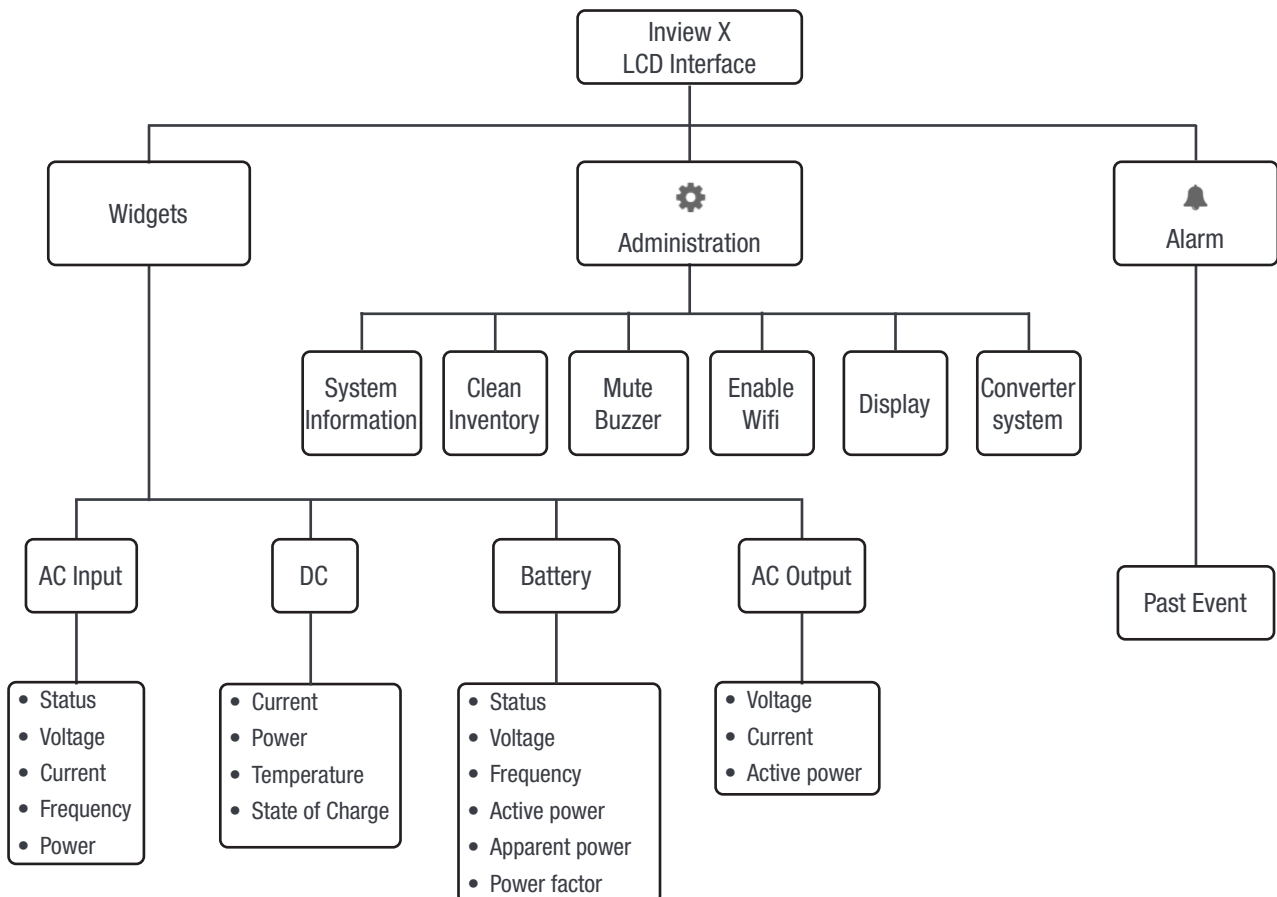 Inview X
LCD Interface
Widgets
Administration
Alarm
System
Information
Clean
Inventory
Mute
Buzzer
Enable
Wifi
Display
Converter
system
AC Input
DC
Battery
AC Output
Past Event
• Status
• Voltage
• Current
• Frequency
• Power
• Current
• Power
• Temperature
• State of Charge
• Status
• Voltage
• Frequency
• Active power
• Apparent power
• Power factor
• Voltage
• Current
• Active power